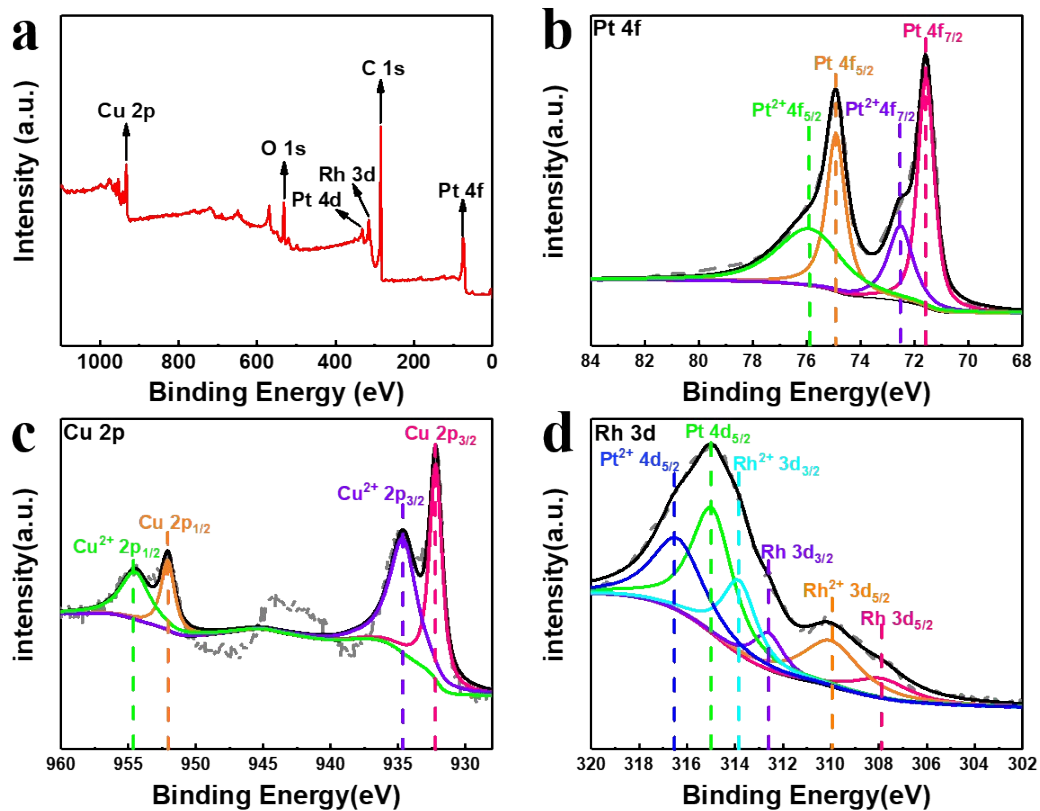 a
Intensity (a.u.)
Cu 2p
O 1s
Pt 4d
Rh 3d
C 1s
Pt 4f
1000 800 600 400 200 0
Binding Energy (eV)
b
Pt 4f
intensity(a.u.)
Pt²⁺4f₅/₂
Pt 4f₅/₂
Pt²⁺4f₇/₂
Pt 4f₇/₂
84 82 80 78 76 74 72 70 68
Binding Energy(eV)
c
Cu 2p
intensity(a.u.)
Cu²⁺ 2p₁/₂
Cu 2p₁/₂
Cu²⁺ 2p₃/₂
Cu 2p₃/₂
960 955 950 945 940 935 930
Binding Energy(eV)
d
Rh 3d
intensity(a.u.)
Pt²⁺ 4d₅/₂
Pt 4d₅/₂
Rh²⁺ 3d₃/₂
Rh 3d₃/₂
Rh²⁺ 3d₅/₂
Rh 3d₅/₂
320 318 316 314 312 310 308 306 304 302
Binding Energy(eV)